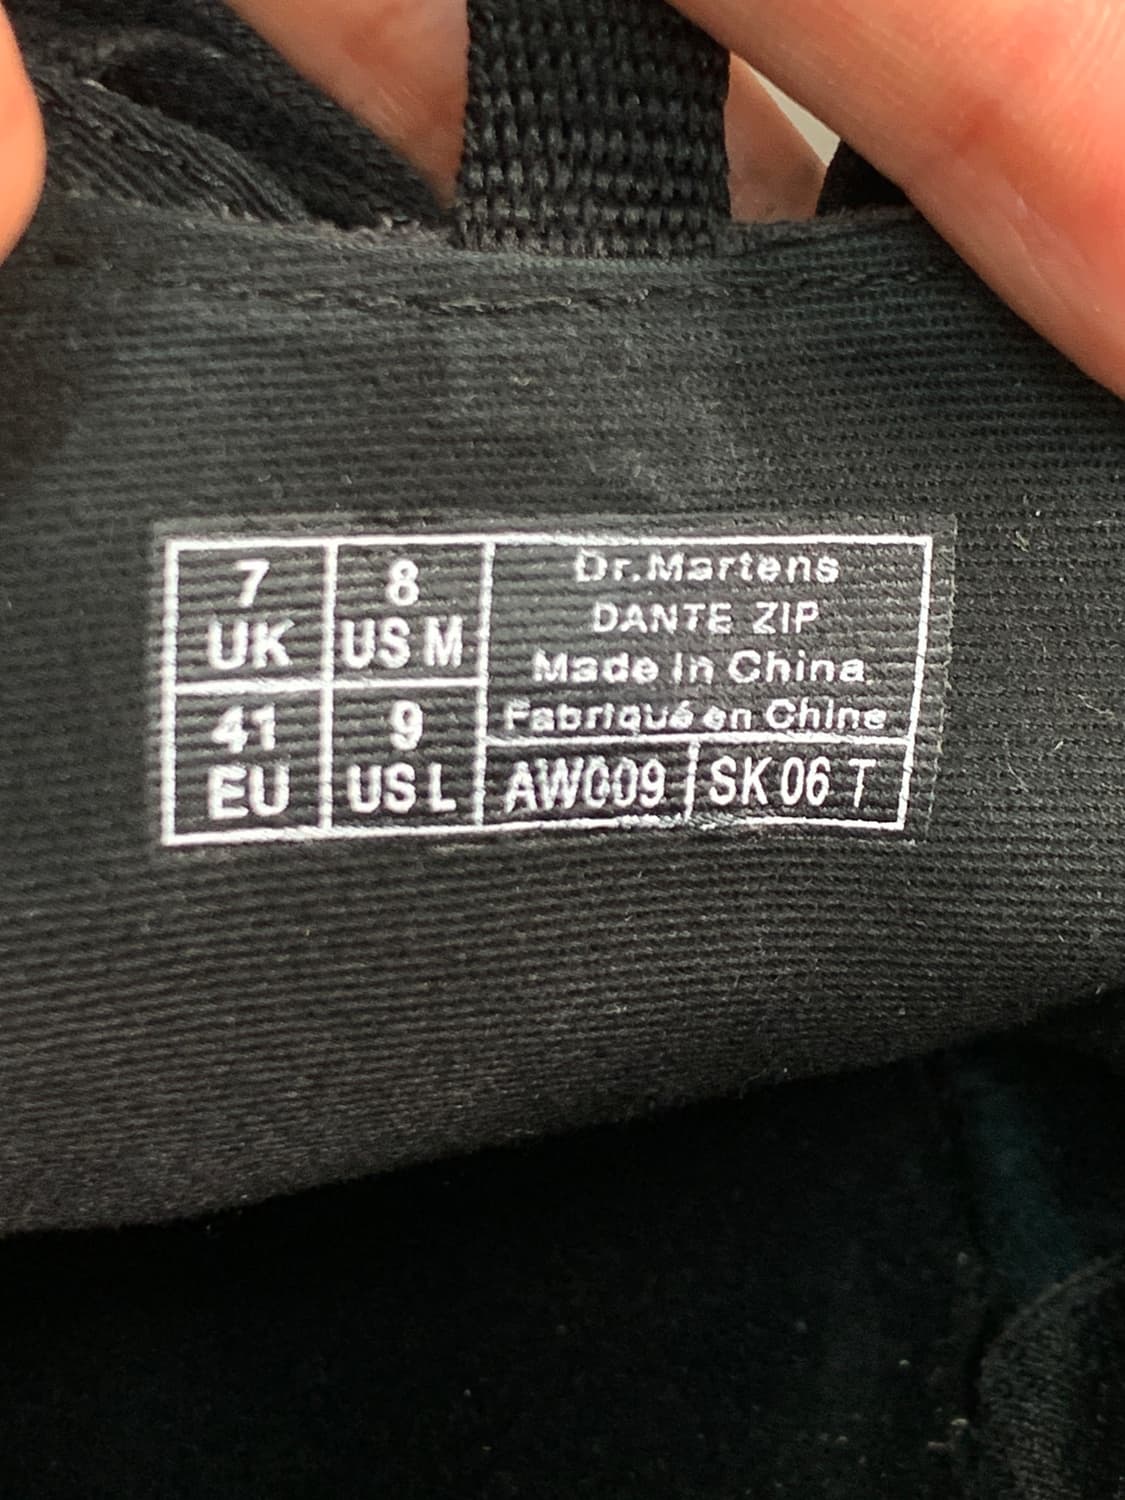 7
UK
8
US M
41
EU
9
US L
Dr.Martens
DANTE ZIP
Made In China
Fabriqué en Chine
AW009
SK 06 T